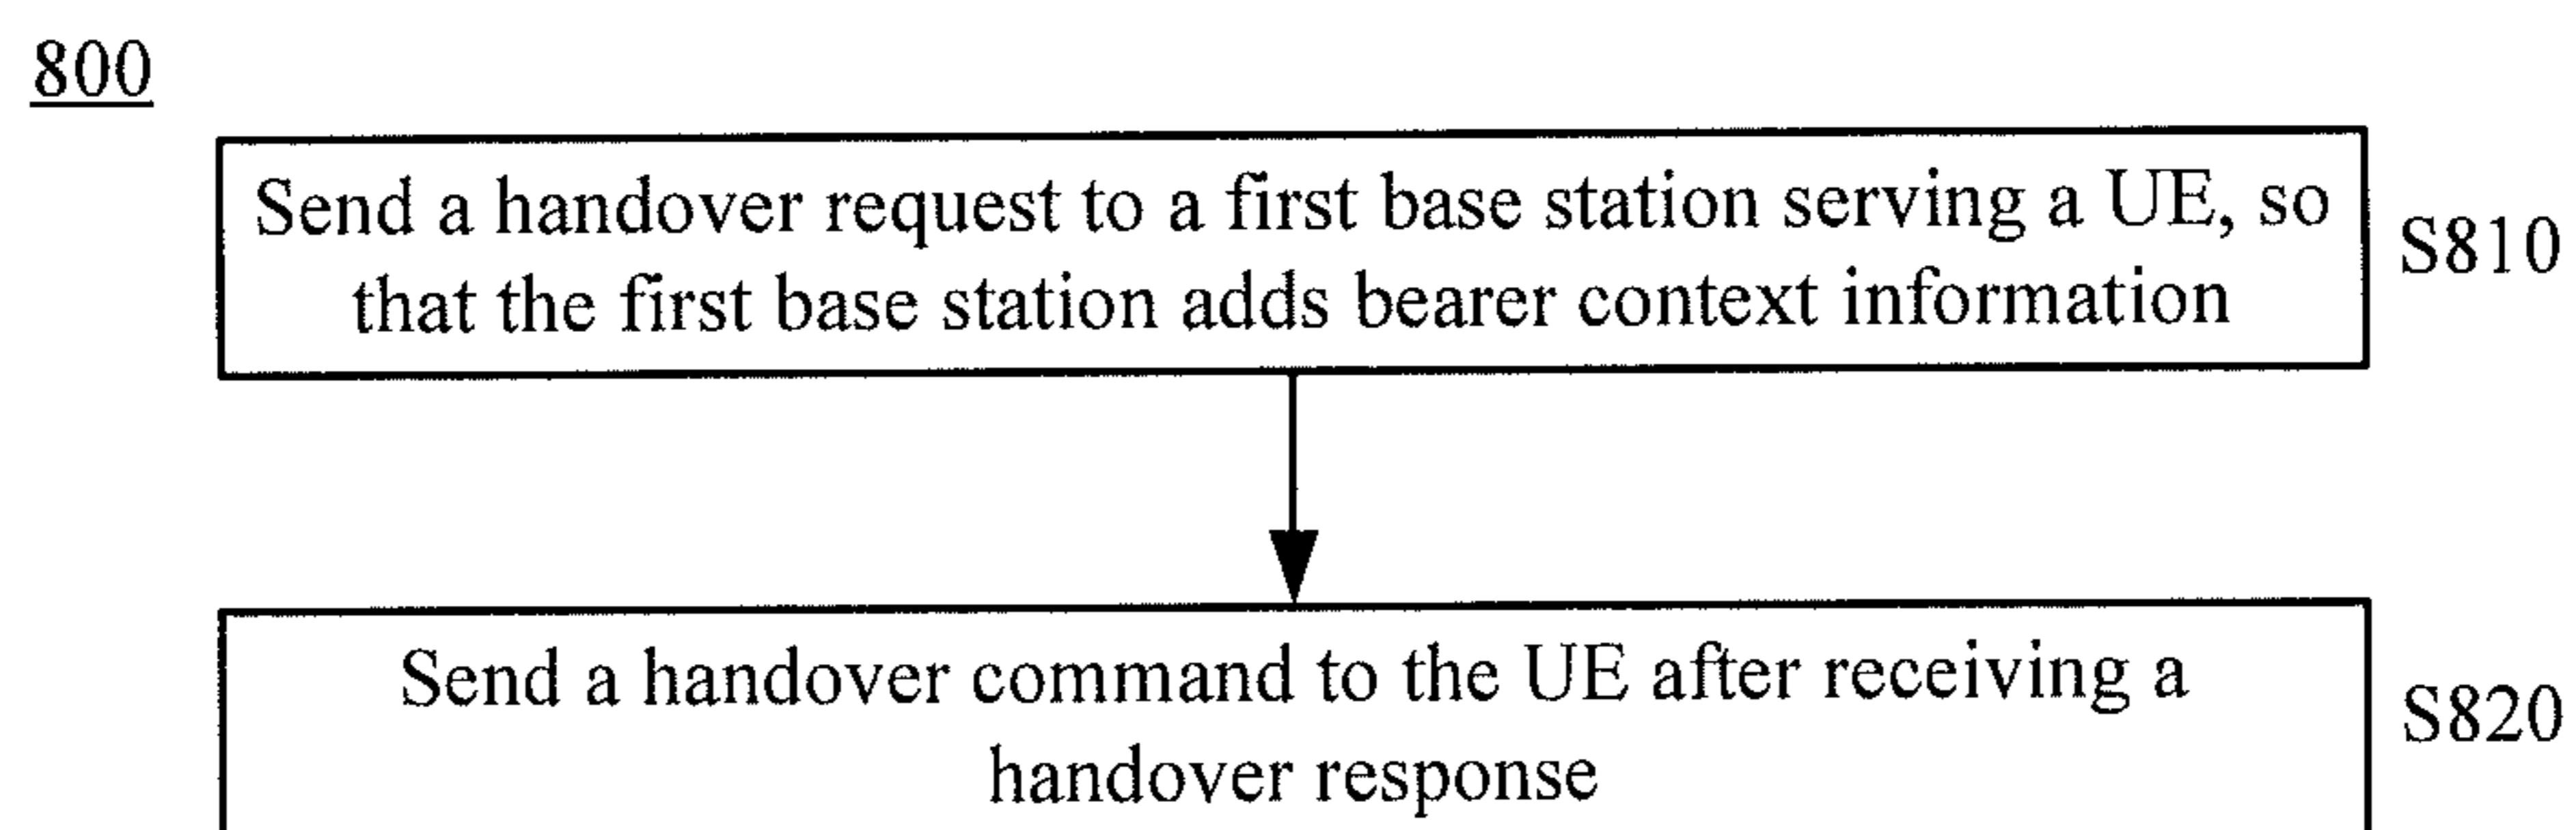 800
Send a handover request to a first base station serving a UE, so
that the first base station adds bearer context information
S810
Send a handover command to the UE after receiving a
handover response
S820